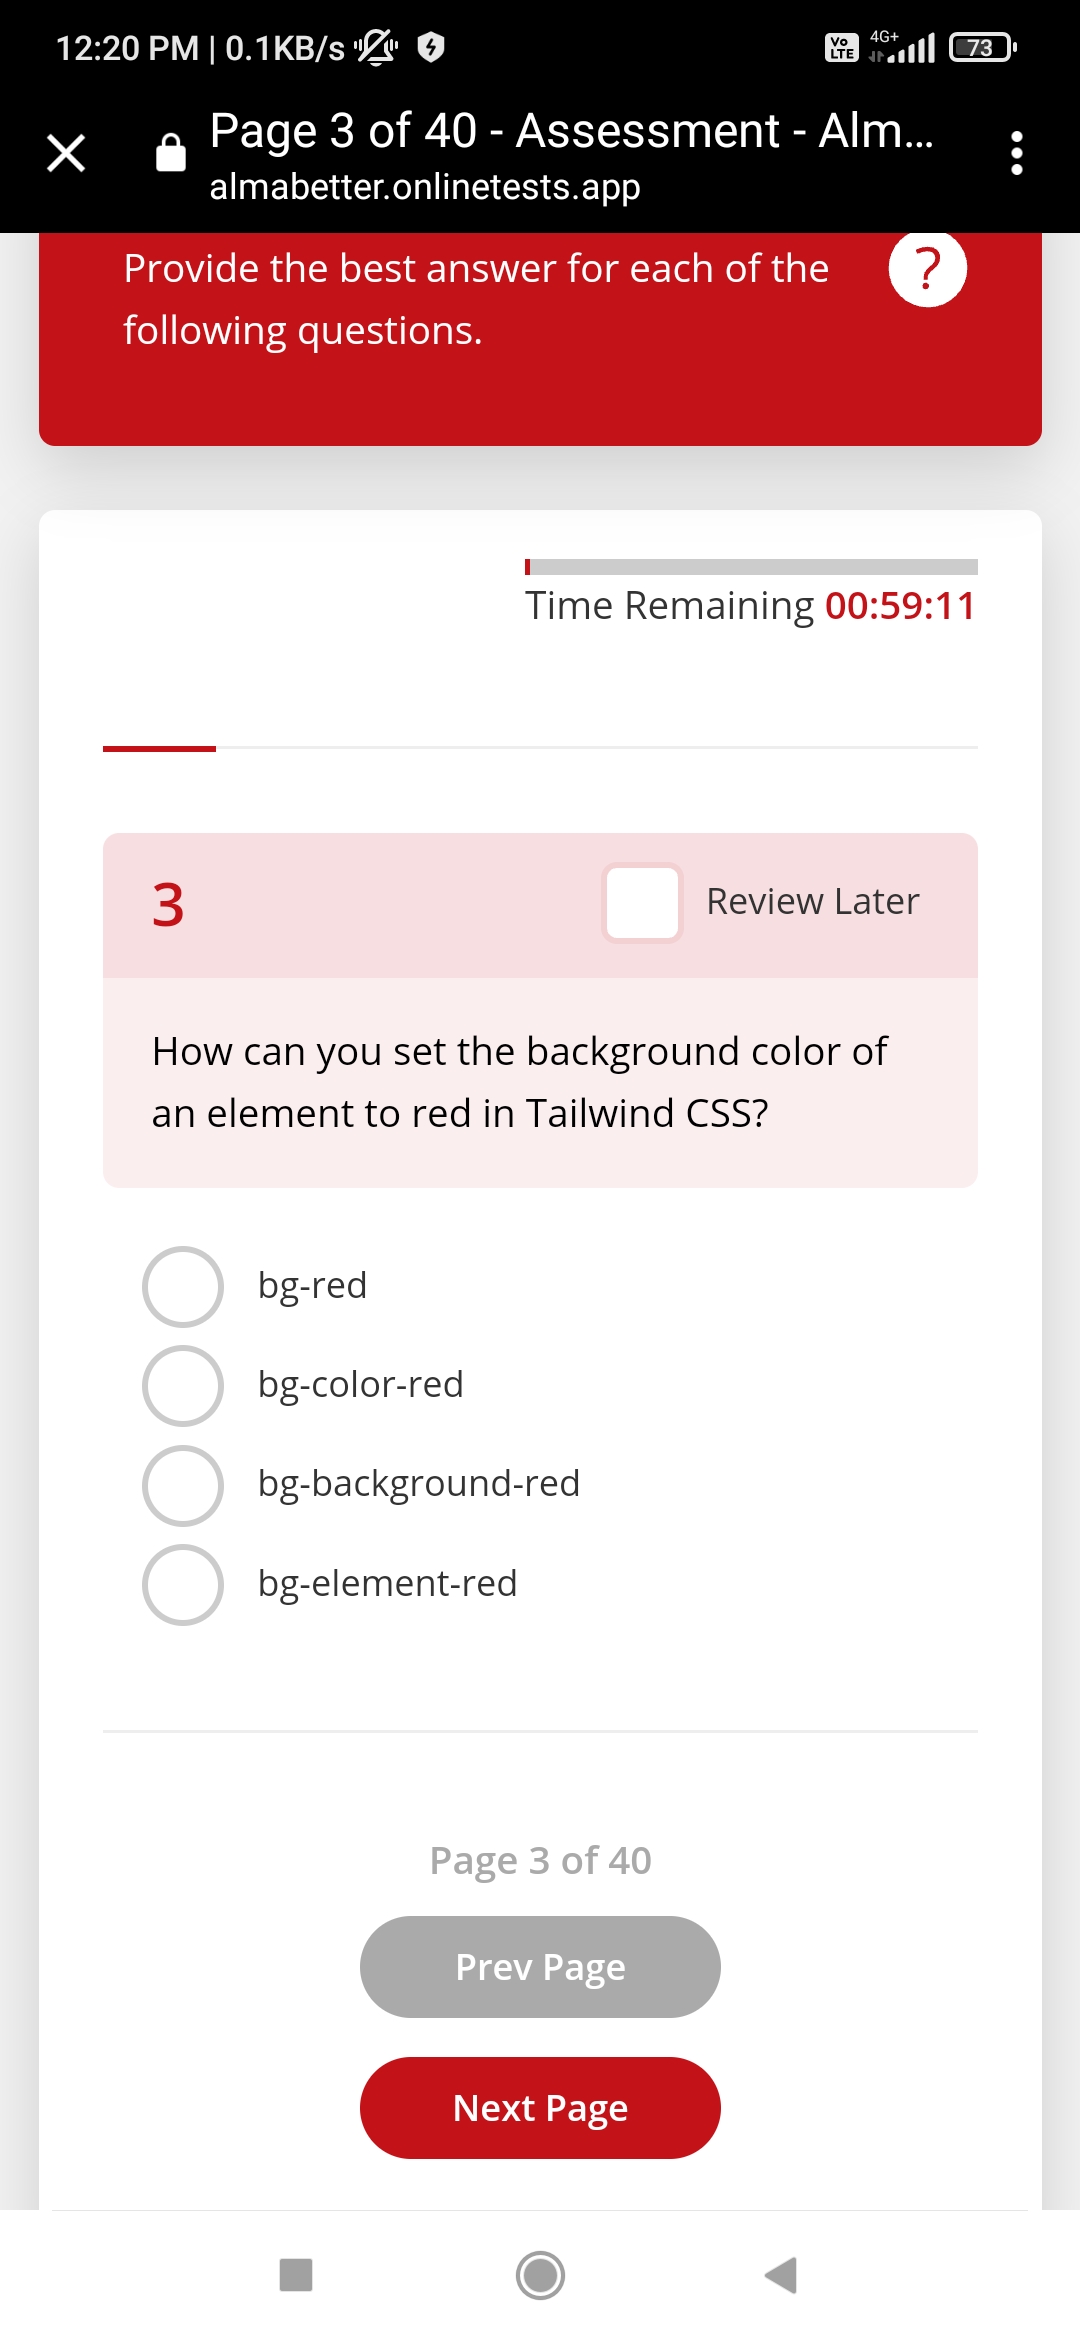 12:20 PM | 0.1KB/s
Vo LTE 4G+ 73
Page 3 of 40 - Assessment - Alm...
almabetter.onlinetests.app
Provide the best answer for each of the
following questions.
?
Time Remaining 00:59:11
3 Review Later
How can you set the background color of
an element to red in Tailwind CSS?
bg-red
bg-color-red
bg-background-red
bg-element-red
Page 3 of 40
Prev Page
Next Page